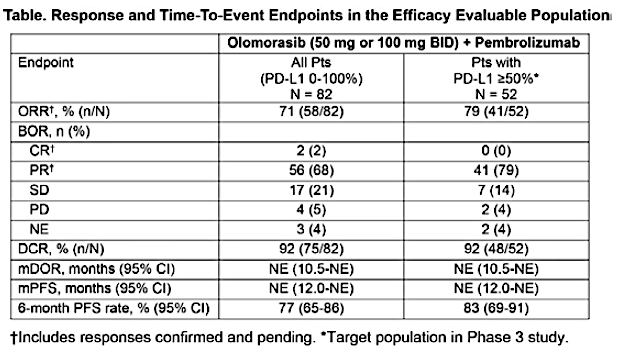 Table. Response and Time-To-Event Endpoints in the Efficacy Evaluable Population
Olomorasib (50 mg or 100 mg BID) + Pembrolizumab
Endpoint All Pts Pts with
(PD-L1 0-100%) PD-L1 ≥50%*
N = 82 N = 52
ORR†, % (n/N) 71 (58/82) 79 (41/52)
BOR, n (%)
CR† 2 (2) 0 (0)
PR† 56 (68) 41 (79)
SD 17 (21) 7 (14)
PD 4 (5) 2 (4)
NE 3 (4) 2 (4)
DCR, % (n/N) 92 (75/82) 92 (48/52)
mDOR, months (95% CI) NE (10.5-NE) NE (10.5-NE)
mPFS, months (95% CI) NE (12.0-NE) NE (12.0-NE)
6-month PFS rate, % (95% CI) 77 (65-86) 83 (69-91)
†Includes responses confirmed and pending. *Target population in Phase 3 study.